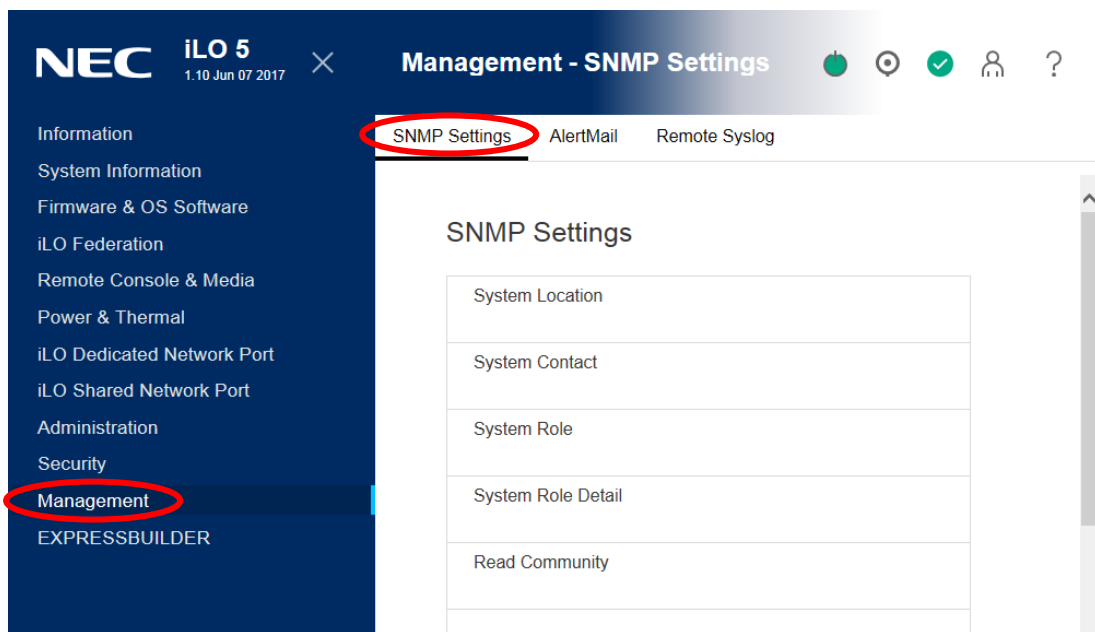 NEC
iLO 5
1.10 Jun 07 2017
Management - SNMP Settings
?
Information
System Information
Firmware & OS Software
iLO Federation
Remote Console & Media
Power & Thermal
iLO Dedicated Network Port
iLO Shared Network Port
Administration
Security
Management
EXPRESSBUILDER
SNMP Settings
AlertMail
Remote Syslog
SNMP Settings
System Location
System Contact
System Role
System Role Detail
Read Community